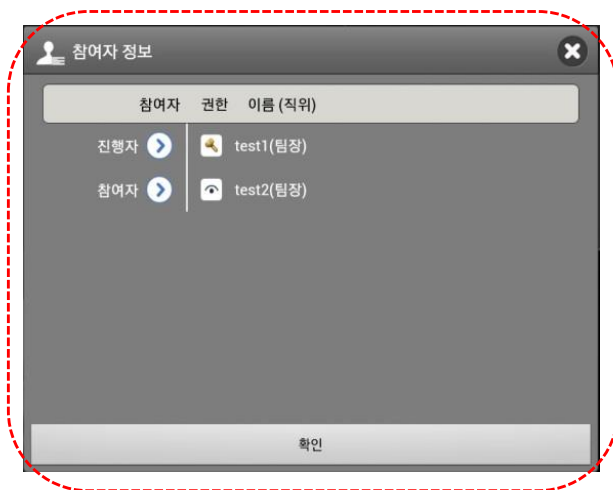 참여자 정보
참여자 권한 이름 (직위)
진행자 test1(팀장)
참여자 test2(팀장)
확인